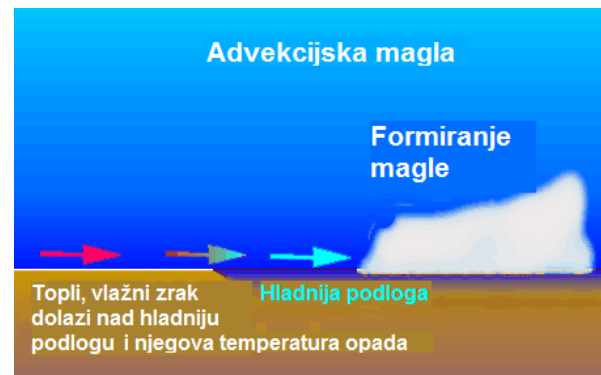 Advekcijska magla
Formiranje
magle
Topli, vlažni zrak
dolazi nad hladniju
podlogu i njegova temperatura opada
Hladnija podloga